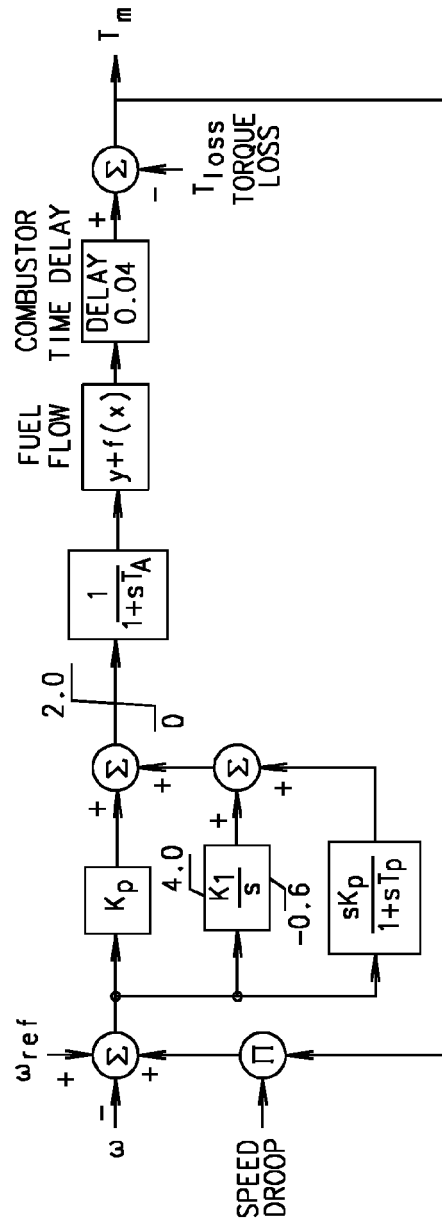 ω_ref
+
ω
−
Σ
+
SPEED
DROOP
Π
K_p
4.0
K_1
s
-0.6
sK_p
1+sT_p
+
Σ
+
+
+
Σ
2.0
0
1
1+sT_A
FUEL
FLOW
y+f(x)
COMBUSTOR
TIME DELAY
DELAY
0.04
+
Σ
−
T_loss
TORQUE
LOSS
T_m